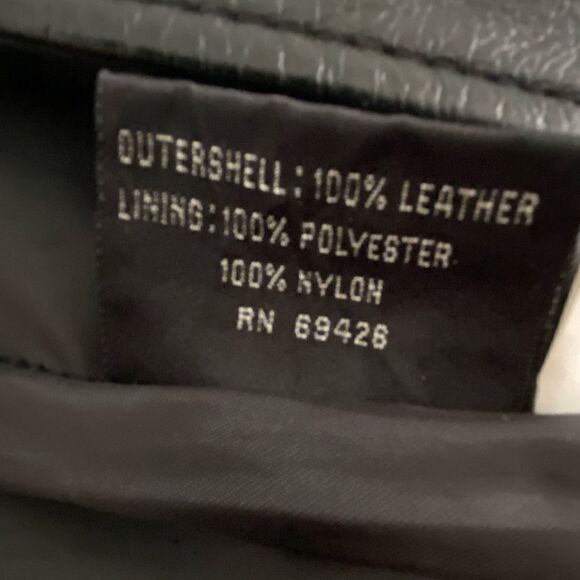 OUTERSHELL: 100% LEATHER
LINING: 100% POLYESTER
100% NYLON
RN 69426